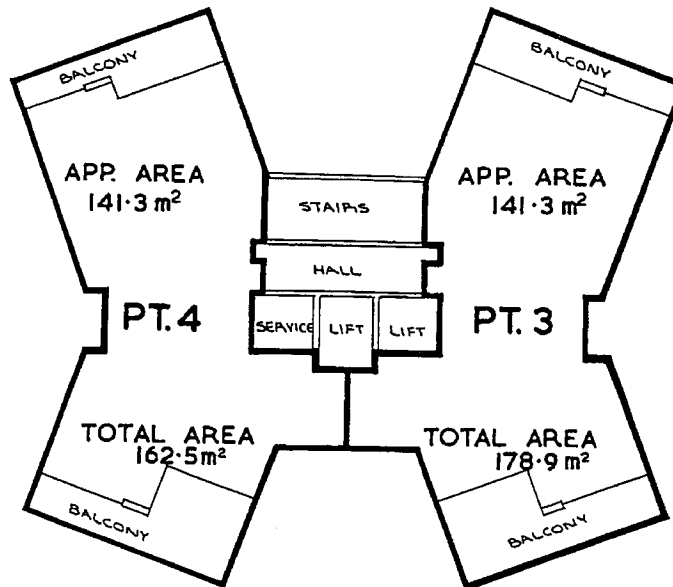 BALCONY
BALCONY
APP. AREA
141·3 m²
APP. AREA
141·3 m²
STAIRS
HALL
PT. 4
SERVICE
LIFT
LIFT
PT. 3
TOTAL AREA
162·5 m²
TOTAL AREA
178·9 m²
BALCONY
BALCONY